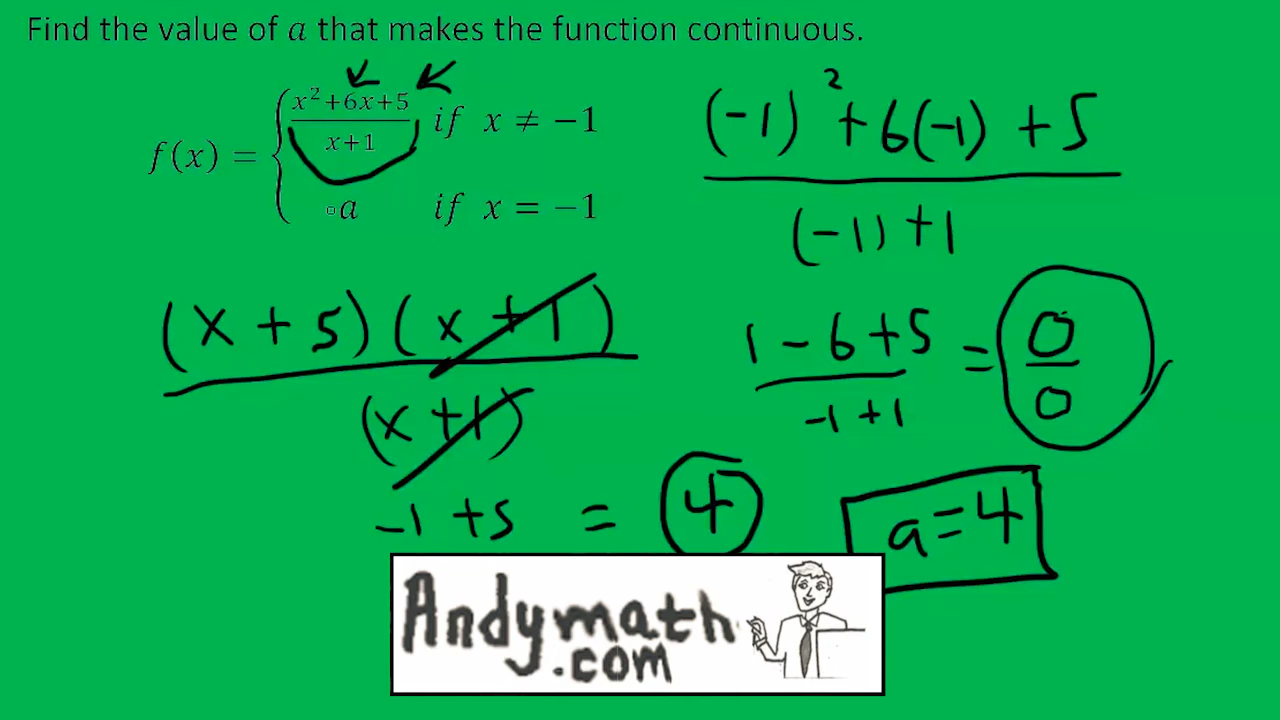 Find the value of a that makes the function continuous.
f(x) = { x²+6x+5 / x+1 if x ≠ −1
a if x = −1
(-1)² + 6(-1) + 5
(-1) + 1
1 - 6 + 5 = 0
-1 + 1 0
(x + 5)(x + 1)
(x + 1)
-1 + 5 = 4
a = 4
Andymath
.com